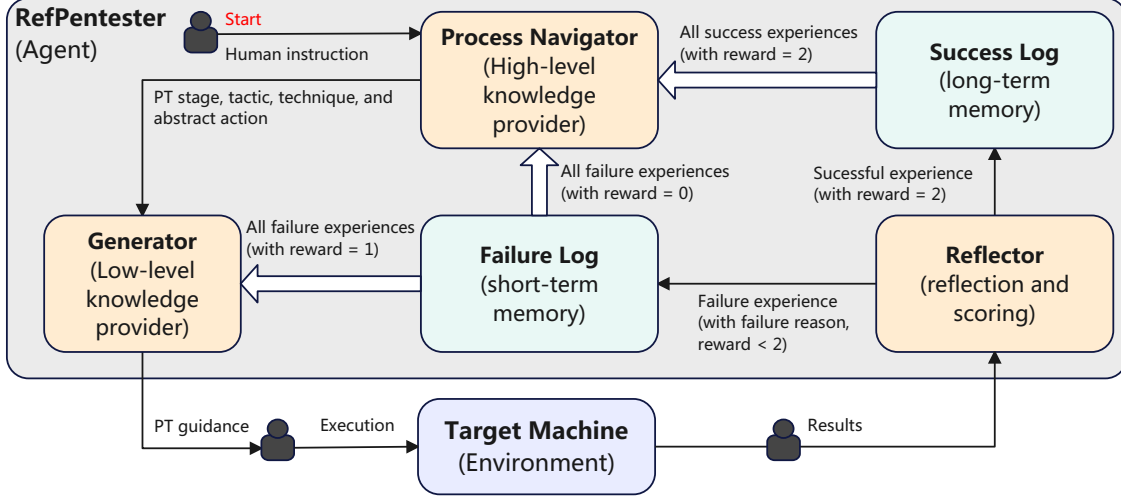 RefPentester
(Agent)
Start
Human instruction
Process Navigator
(High-level
knowledge
provider)
All success experiences
(with reward = 2)
Success Log
(long-term
memory)
PT stage, tactic, technique, and
abstract action
All failure experiences
(with reward = 0)
Sucessful experience
(with reward = 2)
Generator
(Low-level
knowledge
provider)
All failure experiences
(with reward = 1)
Failure Log
(short-term
memory)
Failure experience
(with failure reason,
reward < 2)
Reflector
(reflection and
scoring)
PT guidance
Execution
Target Machine
(Environment)
Results